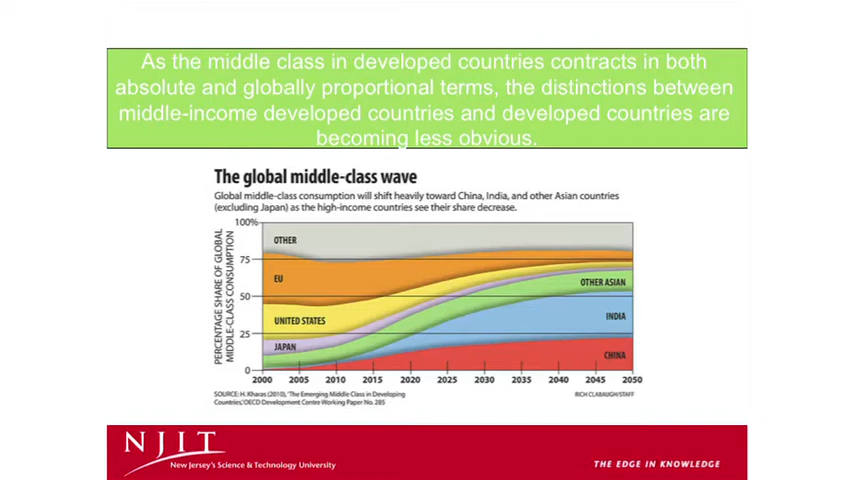 As the middle class in developed countries contracts in both
absolute and globally proportional terms, the distinctions between
middle-income developed countries and developed countries are
becoming less obvious.
The global middle-class wave
Global middle-class consumption will shift heavily toward China, India, and other Asian countries
(excluding Japan) as the high-income countries see their share decrease.
PERCENTAGE SHARE OF GLOBAL
MIDDLE-CLASS CONSUMPTION
100%
75
50
25
0
OTHER
EU
UNITED STATES
JAPAN
OTHER ASIAN
INDIA
CHINA
2000 2005 2010 2015 2020 2025 2030 2035 2040 2045 2050
SOURCE: H. Kharas (2010), 'The Emerging Middle Class in Developing
Countries,' OECD Development Centre Working Paper No. 285
RICH CLABAUGH/STAFF
NJIT
New Jersey's Science & Technology University
THE EDGE IN KNOWLEDGE